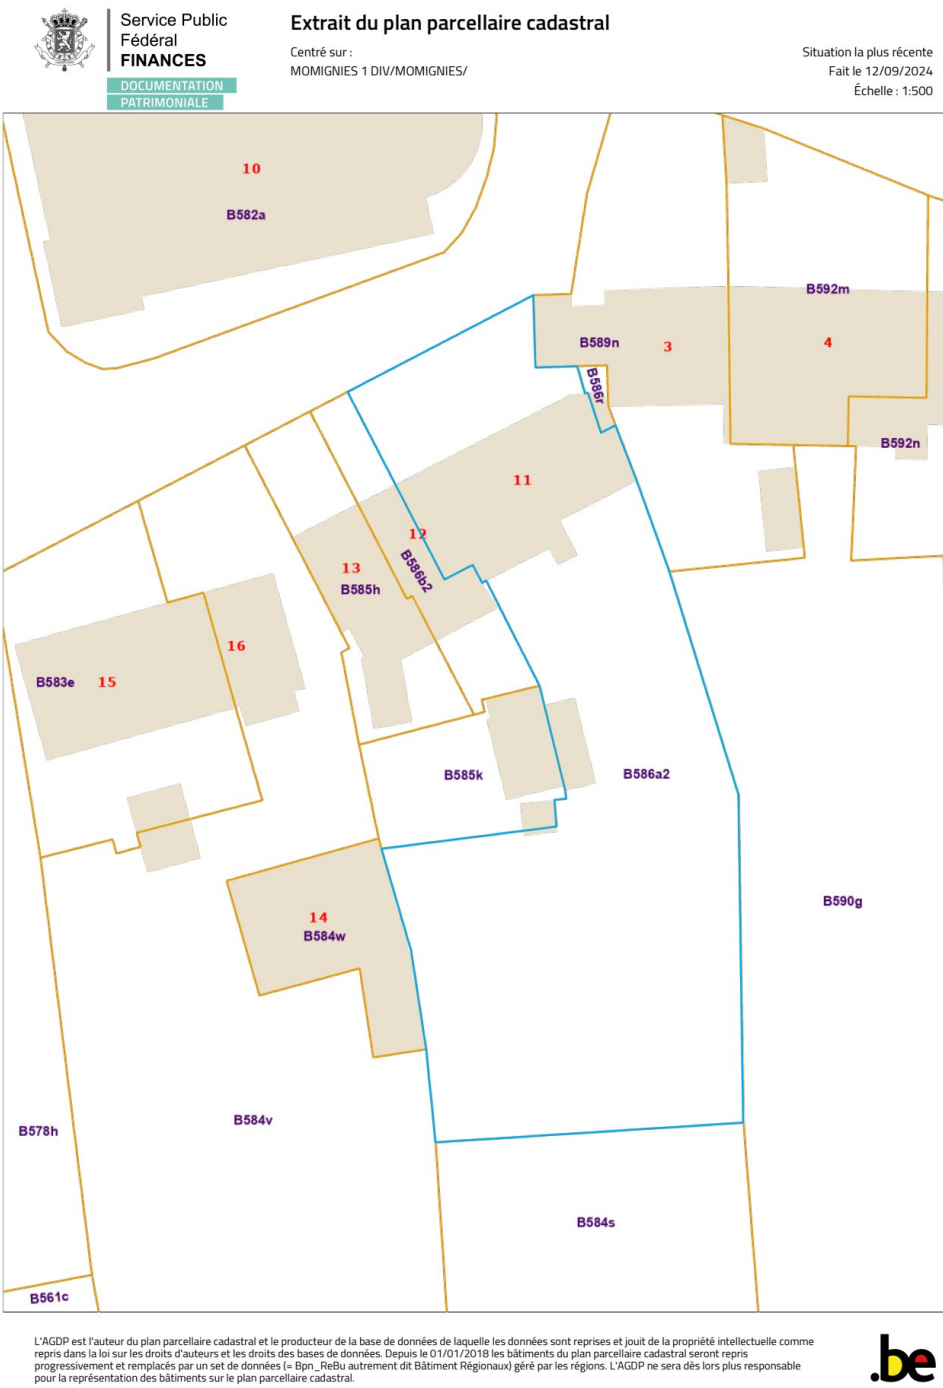 Service Public
Fédéral
FINANCES
DOCUMENTATION
PATRIMONIALE
Extrait du plan parcellaire cadastral
Centré sur :
MOMIGNIES 1 DIV/MOMIGNIES/
Situation la plus récente
Fait le 12/09/2024
Échelle : 1:500
10
B582a
B592m
B589n
3
4
B586r
B592n
11
12
13
B586b2
B585h
16
B583e
15
B585k
B586a2
B590g
14
B584w
B584v
B578h
B584s
B561c
L'AGDP est l'auteur du plan parcellaire cadastral et le producteur de la base de données de laquelle les données sont reprises et jouit de la propriété intellectuelle comme
repris dans la loi sur les droits d'auteurs et les droits des bases de données. Depuis le 01/01/2018 les bâtiments du plan parcellaire cadastral seront repris
progressivement et remplacés par un set de données (= Bpn_ReBu autrement dit Bâtiment Régionaux) géré par les régions. L'AGDP ne sera dès lors plus responsable
pour la représentation des bâtiments sur le plan parcellaire cadastral.
.be